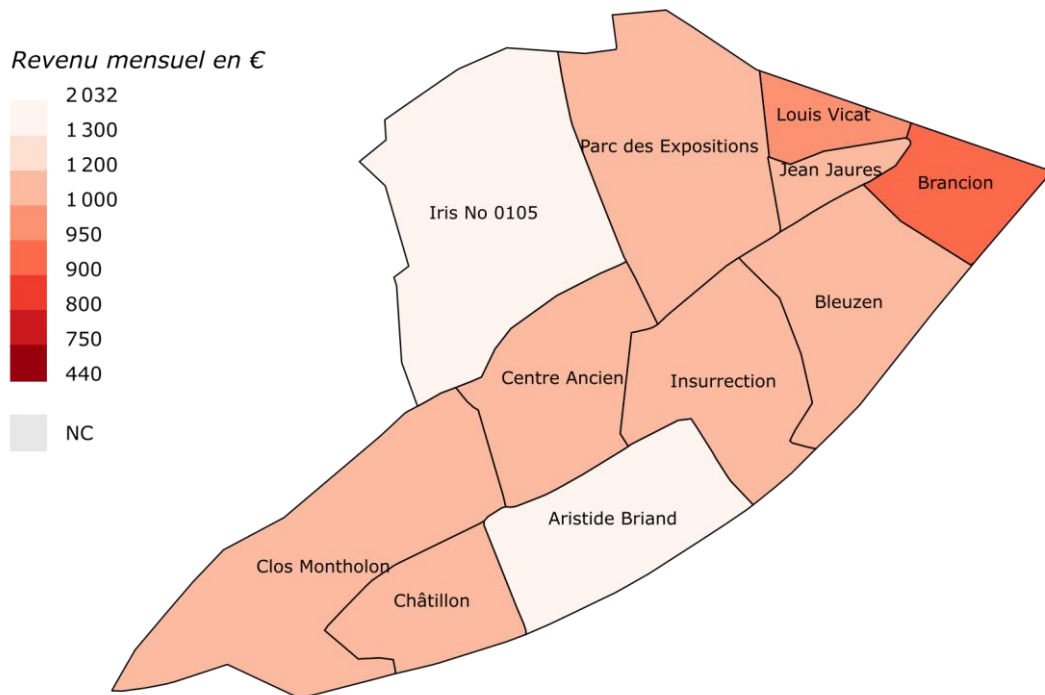 Revenu mensuel en €
2 032
1 300
1 200
1 000
950
900
800
750
440
NC
Louis Vicat
Parc des Expositions
Jean Jaures
Brancion
Iris No 0105
Bleuzen
Centre Ancien
Insurrection
Aristide Briand
Clos Montholon
Châtillon